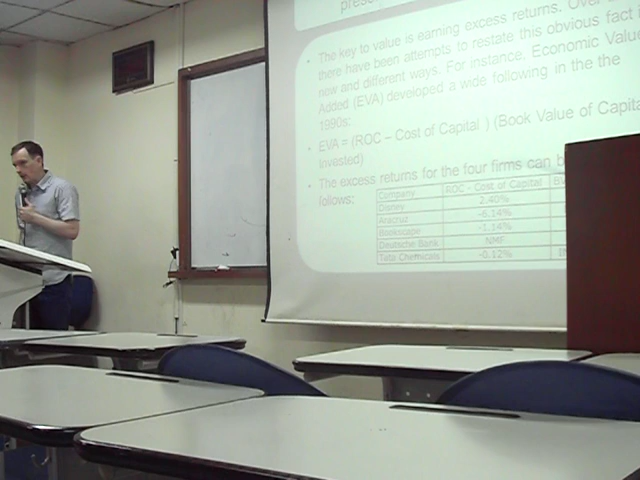 prese
• The key to value is earning excess returns. Over
there have been attempts to restate this obvious fact i
new and different ways. For instance, Economic Value
Added (EVA) developed a wide following in the the
1990s:
• EVA = (ROC – Cost of Capital ) (Book Value of Capita
Invested)
• The excess returns for the four firms can b
follows:
Company ROC - Cost of Capital
Disney 2.40%
Aracruz -6.14%
Bookscape -1.14%
Deutsche Bank NMF
Tata Chemicals -0.12%